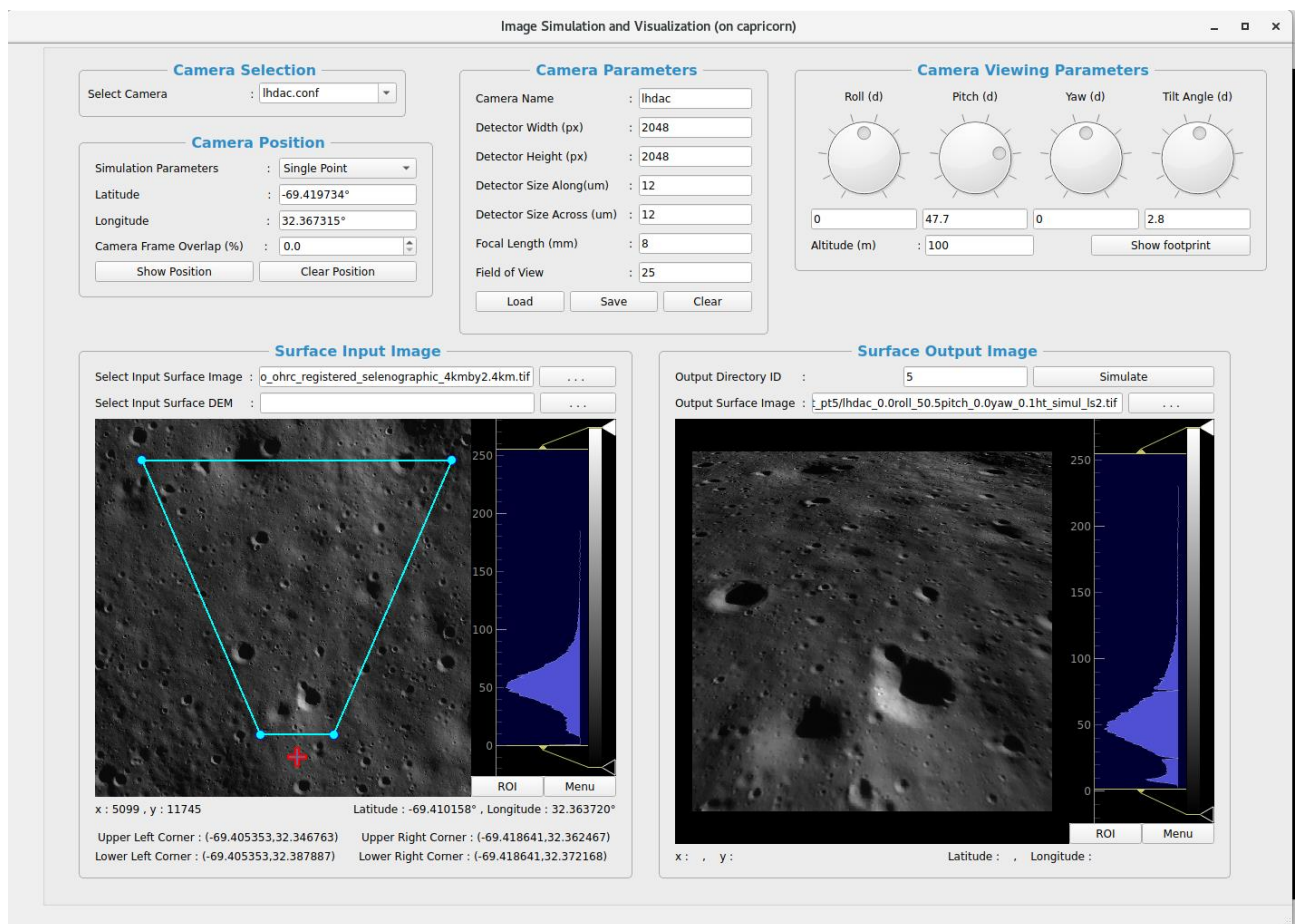 Image Simulation and Visualization (on capricorn)
Camera Selection
Select Camera : lhdac.conf
Camera Position
Simulation Parameters : Single Point
Latitude : -69.419734°
Longitude : 32.367315°
Camera Frame Overlap (%) : 0.0
Show Position Clear Position
Camera Parameters
Camera Name : lhdac
Detector Width (px) : 2048
Detector Height (px) : 2048
Detector Size Along(um) : 12
Detector Size Across (um) : 12
Focal Length (mm) : 8
Field of View : 25
Load Save Clear
Camera Viewing Parameters
Roll (d) Pitch (d) Yaw (d) Tilt Angle (d)
0 47.7 0 2.8
Altitude (m) : 100 Show footprint
Surface Input Image
Select Input Surface Image : o_ohrc_registered_selenographic_4kmby2.4km.tif ...
Select Input Surface DEM : ...
250
200
150
100
50
0
ROI Menu
x : 5099 , y : 11745 Latitude : -69.410158° , Longitude : 32.363720°
Upper Left Corner : (-69.405353,32.346763) Upper Right Corner : (-69.418641,32.362467)
Lower Left Corner : (-69.405353,32.387887) Lower Right Corner : (-69.418641,32.372168)
Surface Output Image
Output Directory ID : 5 Simulate
Output Surface Image : t_pt5/lhdac_0.0roll_50.5pitch_0.0yaw_0.1ht_simul_ls2.tif ...
250
200
150
100
50
0
ROI Menu
x : , y : Latitude : , Longitude :